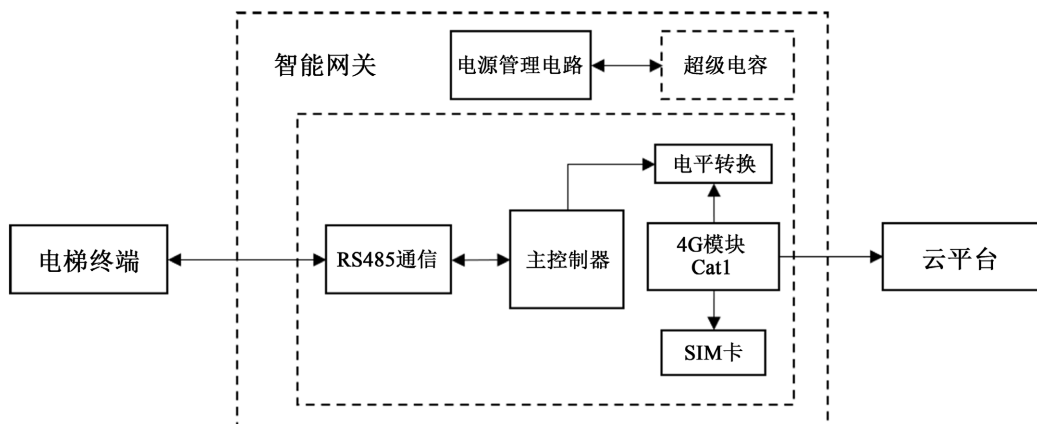 智能网关
电源管理电路
超级电容
电平转换
电梯终端
RS485通信
主控制器
4G模块
Cat1
云平台
SIM卡